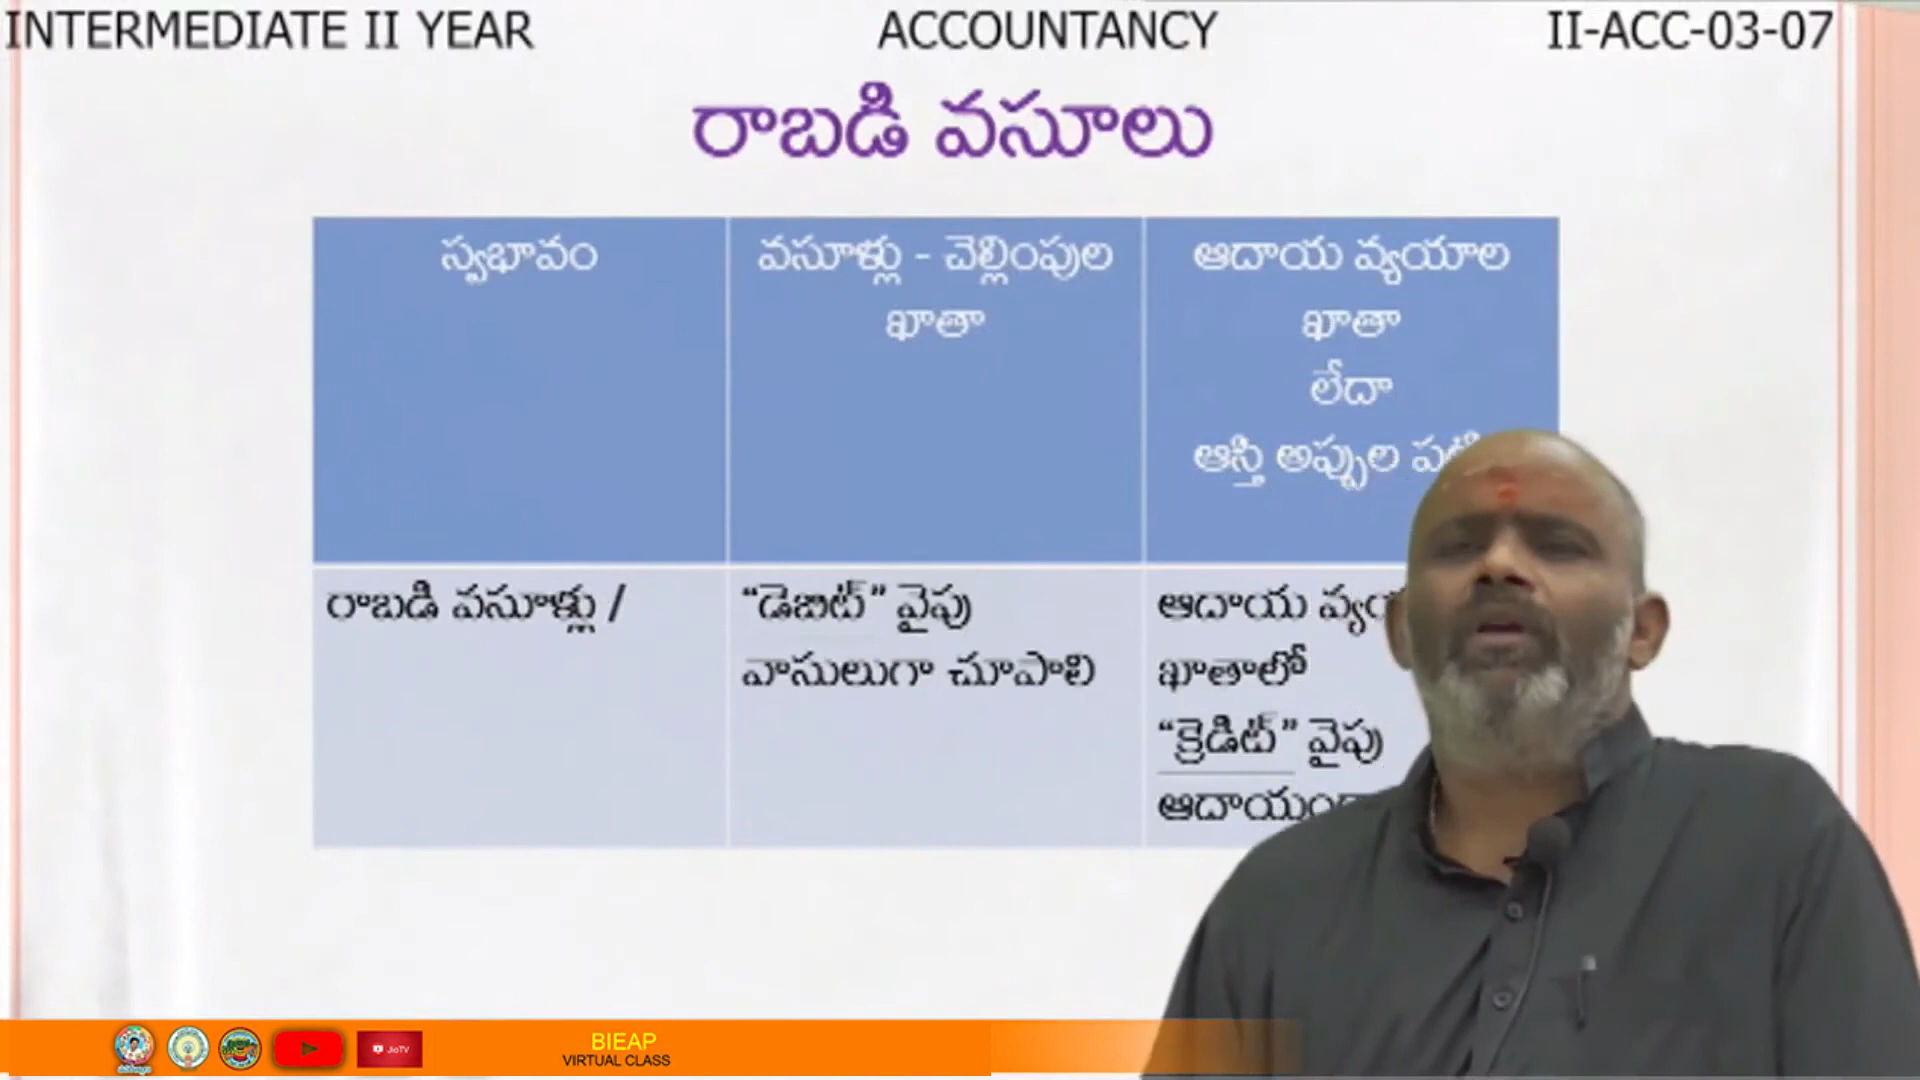 INTERMEDIATE II YEAR ACCOUNTANCY II-ACC-03-07
రాబడి వసూలు
స్వభావం
వసూళ్లు - చెల్లింపుల
ఖాతా
ఆదాయ వ్యయాల
ఖాతా
లేదా
ఆస్తి అప్పుల
రాబడి వసూళ్లు /
“డెబిట్” వైపు
వాసులుగా చూపాలి
ఆదాయ
ఖాతాలో
“క్రెడిట్” వైపు
JioTV
BIEAP
VIRTUAL CLASS